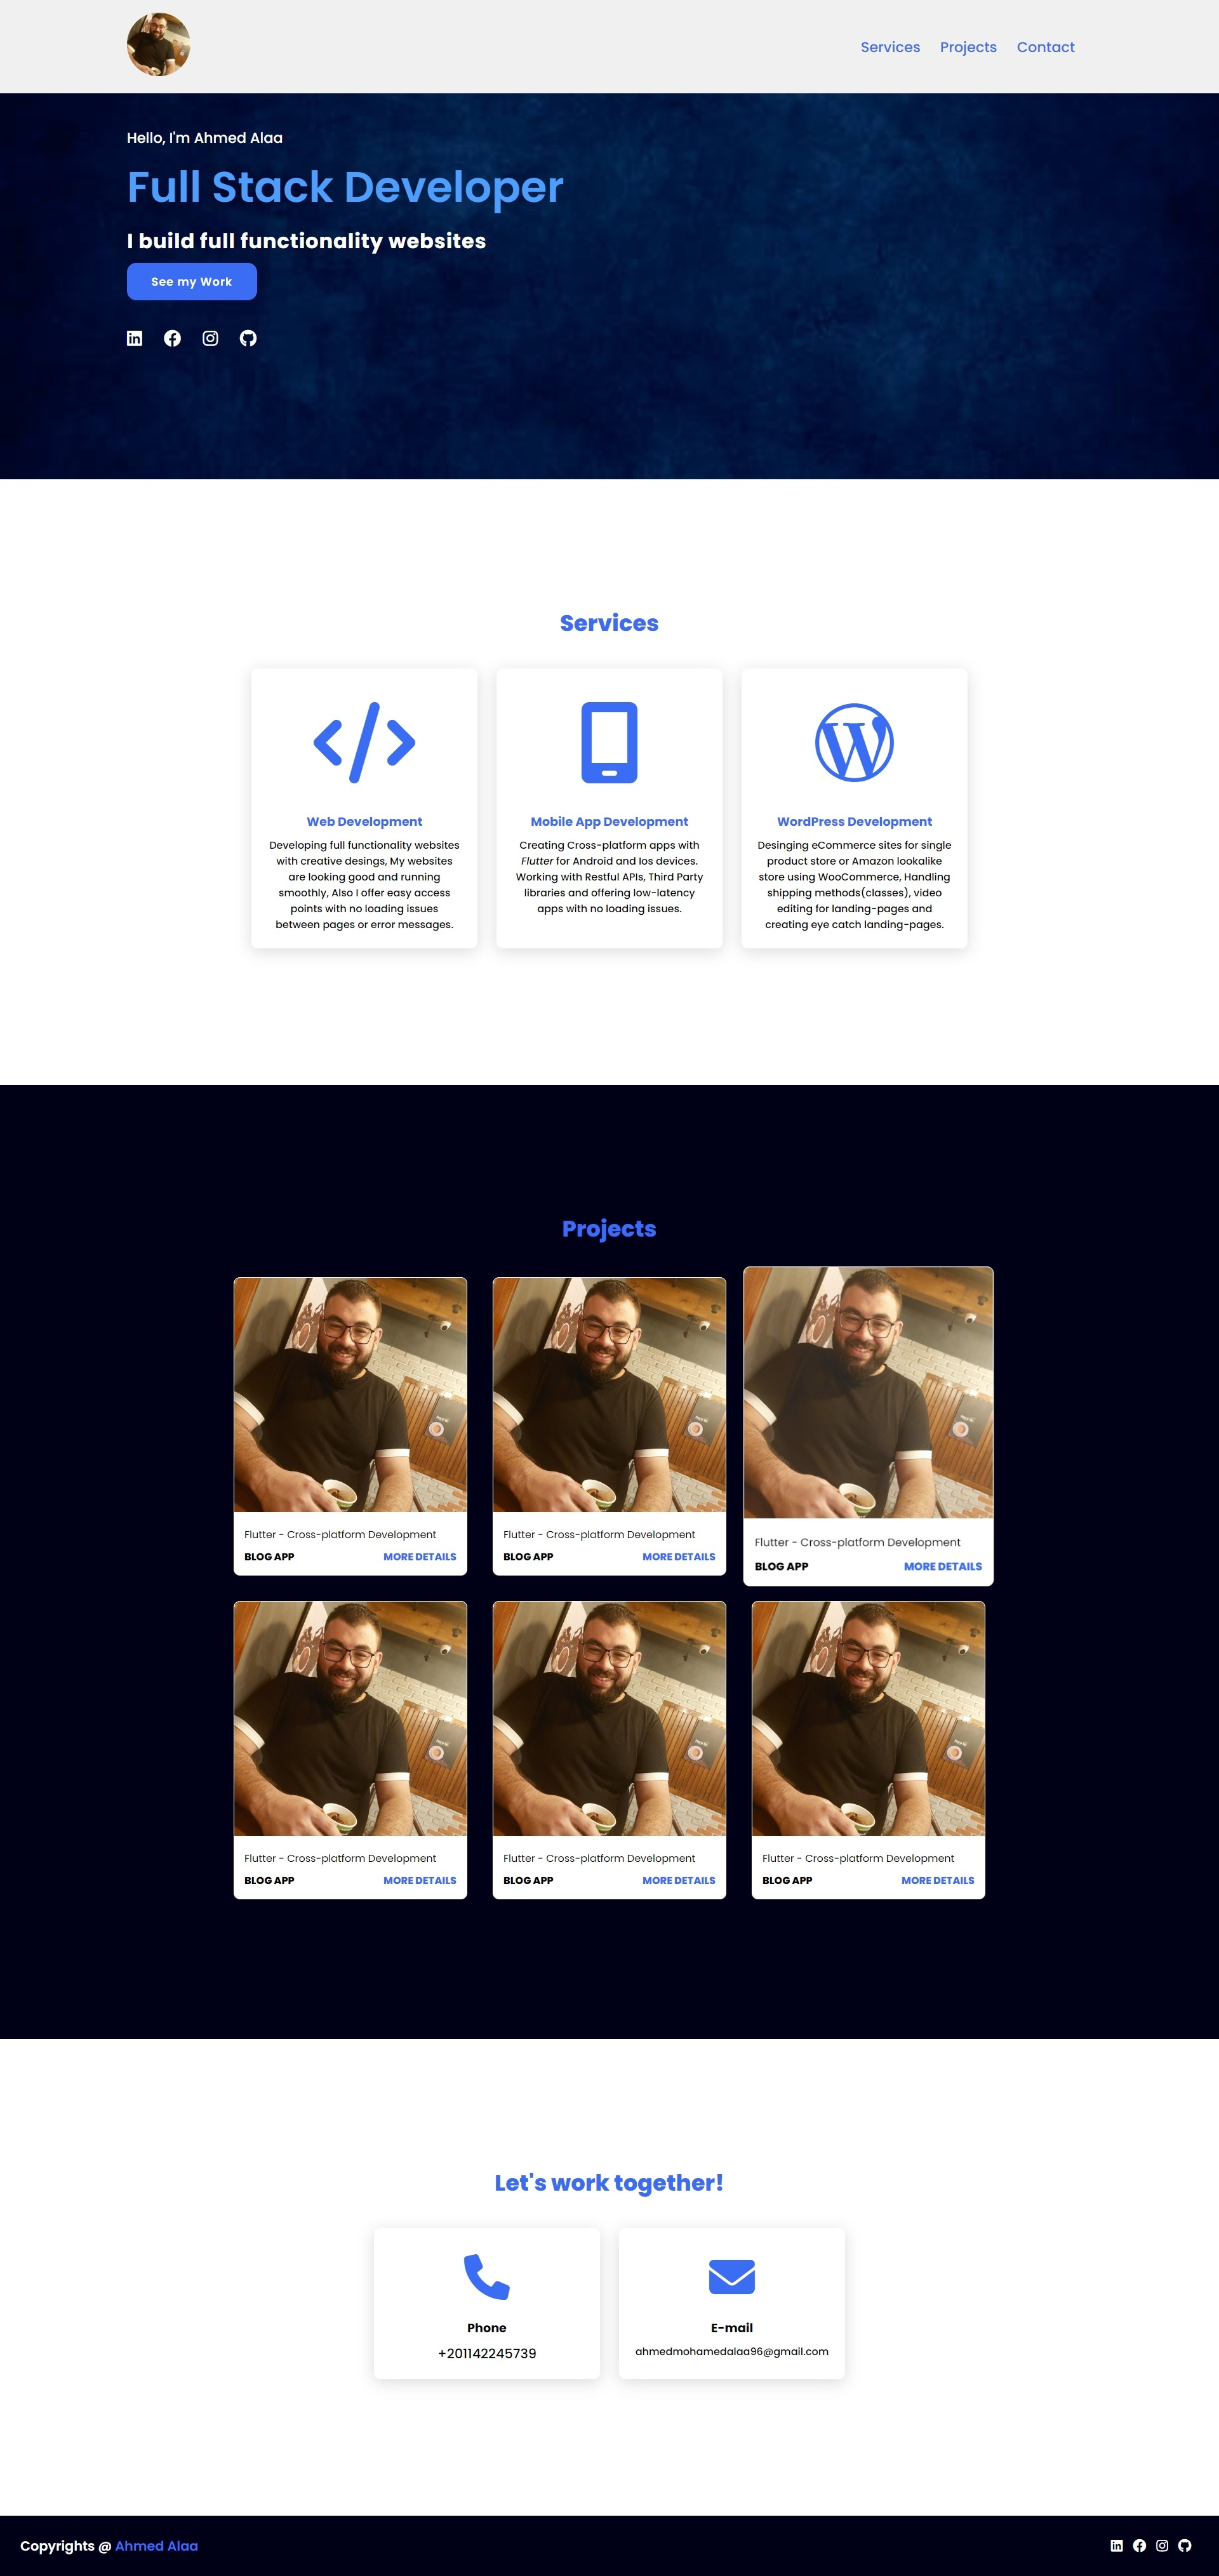 Services Projects Contact
Hello, I'm Ahmed Alaa
Full Stack Developer
I build full functionality websites
See my Work
Services
Web Development
Developing full functionality websites
with creative desings, My websites
are looking good and running
smoothly, Also I offer easy access
points with no loading issues
between pages or error messages.
Mobile App Development
Creating Cross-platform apps with
Flutter for Android and Ios devices.
Working with Restful APIs, Third Party
libraries and offering low-latency
apps with no loading issues.
WordPress Development
Desinging eCommerce sites for single
product store or Amazon lookalike
store using WooCommerce, Handling
shipping methods(classes), video
editing for landing-pages and
creating eye catch landing-pages.
Projects
Flutter - Cross-platform Development
BLOG APP MORE DETAILS
Flutter - Cross-platform Development
BLOG APP MORE DETAILS
Flutter - Cross-platform Development
BLOG APP MORE DETAILS
Flutter - Cross-platform Development
BLOG APP MORE DETAILS
Flutter - Cross-platform Development
BLOG APP MORE DETAILS
Flutter - Cross-platform Development
BLOG APP MORE DETAILS
Let's work together!
Phone
+201142245739
E-mail
ahmedmohamedalaa96@gmail.com
Copyrights @ Ahmed Alaa